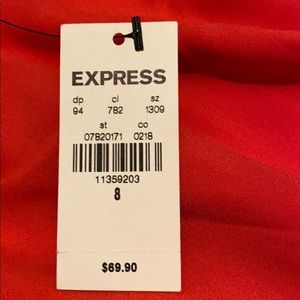 EXPRESS
dp cl sz
94 782 1309
st co
07820171 0218
11359203
8
$69.90